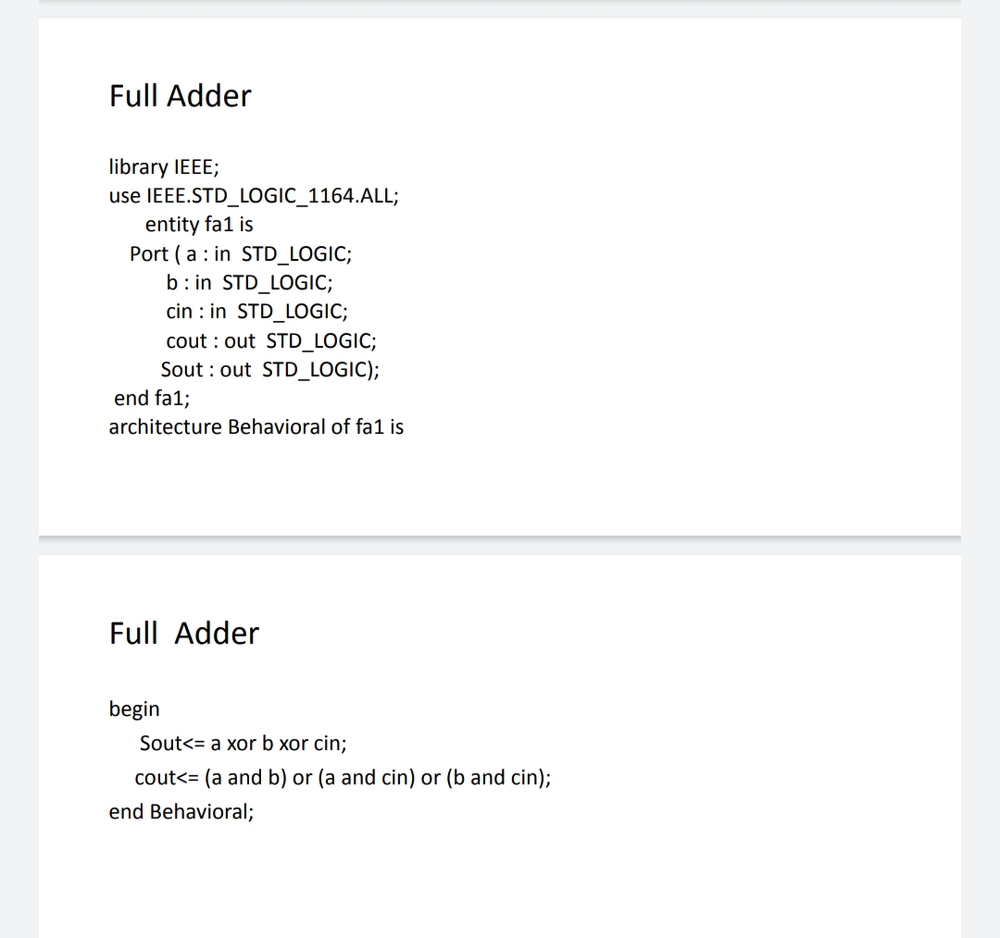 Full Adder
library IEEE;
use IEEE.STD_LOGIC_1164.ALL;
entity fa1 is
Port ( a : in  STD_LOGIC;
b : in  STD_LOGIC;
cin : in  STD_LOGIC;
cout : out  STD_LOGIC;
Sout : out  STD_LOGIC);
end fa1;
architecture Behavioral of fa1 is
Full  Adder
begin
Sout<= a xor b xor cin;
cout<= (a and b) or (a and cin) or (b and cin);
end Behavioral;